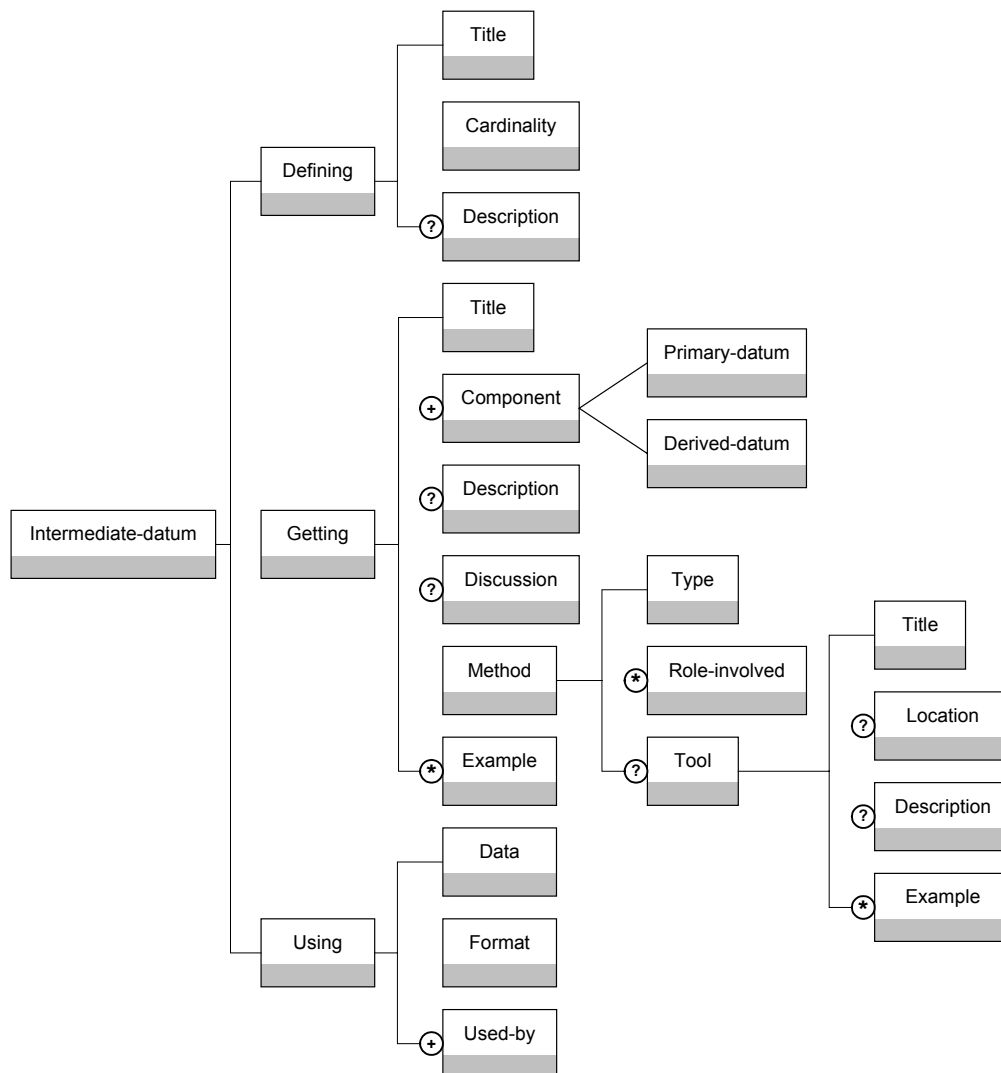 Title
Cardinality
Defining
? Description
Title
Primary-datum
+ Component
Derived-datum
? Description
Intermediate-datum
Getting
? Discussion
Type
Title
Method
* Role-involved
? Location
* Example
? Tool
? Description
Data
* Example
Using
Format
+ Used-by